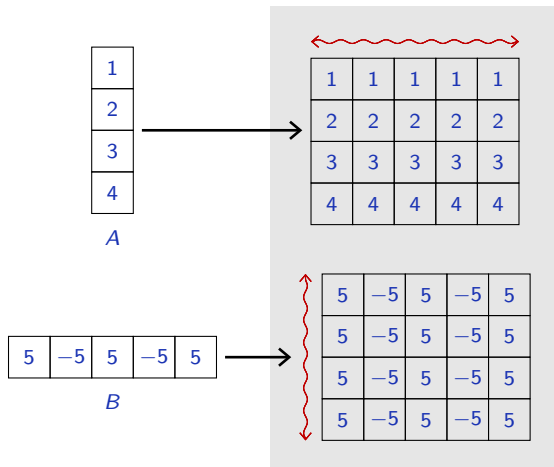 1
2
3
4
A
1 1 1 1 1
2 2 2 2 2
3 3 3 3 3
4 4 4 4 4
5 −5 5 −5 5
B
5 −5 5 −5 5
5 −5 5 −5 5
5 −5 5 −5 5
5 −5 5 −5 5